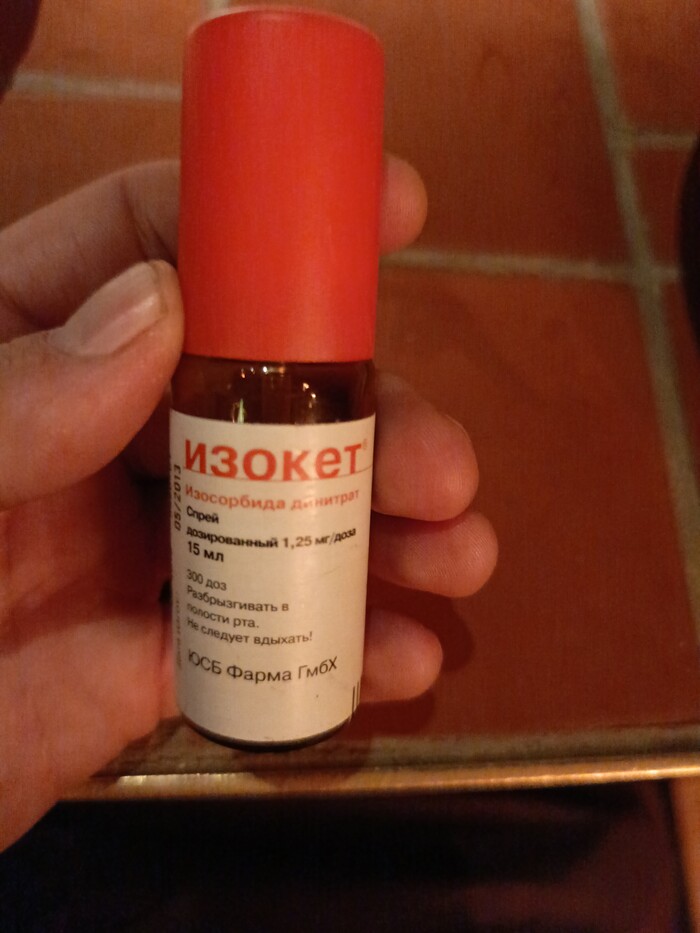 изокет®
Изосорбида динитрат
Спрей
дозированный 1,25 мг/доза
15 мл
300 доз
Разбрызгивать в
полости рта.
Не следует вдыхать!
ЮСБ Фарма ГмбХ
05/2013